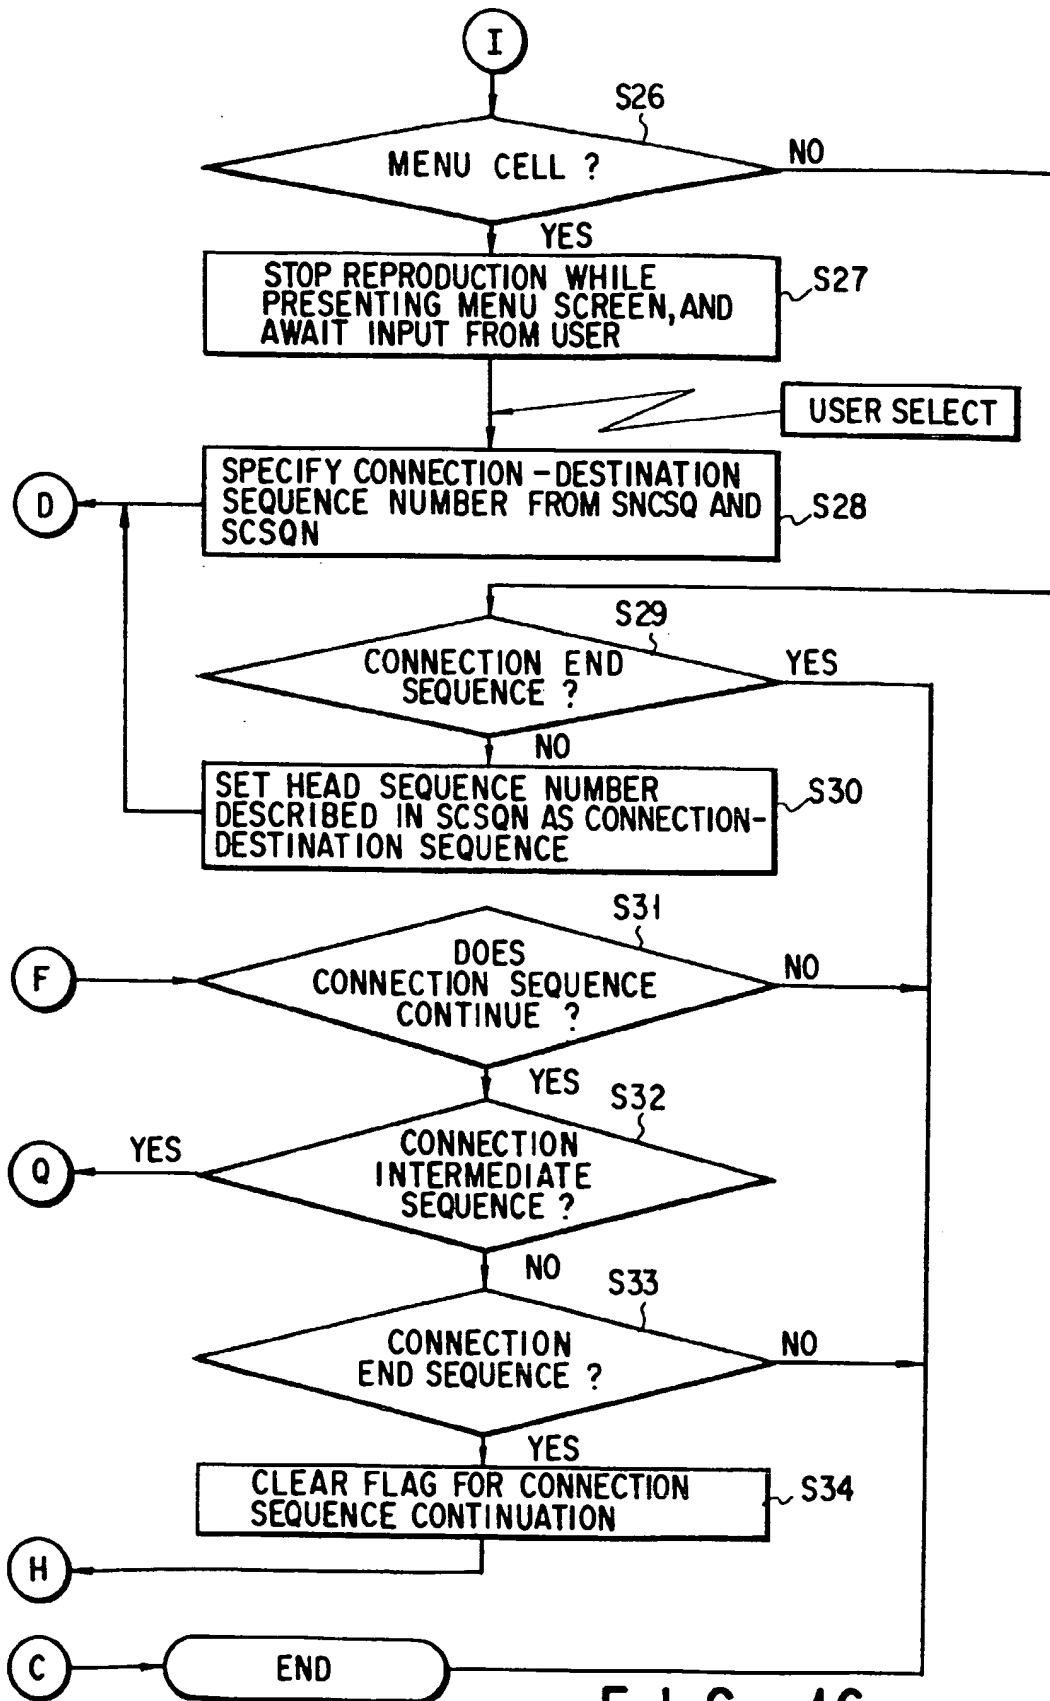 I
S26
MENU CELL ?
NO
YES
STOP REPRODUCTION WHILE
PRESENTING MENU SCREEN, AND
AWAIT INPUT FROM USER
S27
USER SELECT
SPECIFY CONNECTION-DESTINATION
SEQUENCE NUMBER FROM SNCSQ AND
SCSQN
S28
D
S29
CONNECTION END
SEQUENCE ?
YES
NO
SET HEAD SEQUENCE NUMBER
DESCRIBED IN SCSQN AS CONNECTION-
DESTINATION SEQUENCE
S30
S31
F
DOES
CONNECTION SEQUENCE
CONTINUE ?
NO
YES
S32
Q
YES
CONNECTION
INTERMEDIATE
SEQUENCE ?
NO
S33
CONNECTION
END SEQUENCE ?
NO
YES
CLEAR FLAG FOR CONNECTION
SEQUENCE CONTINUATION
S34
H
C
END